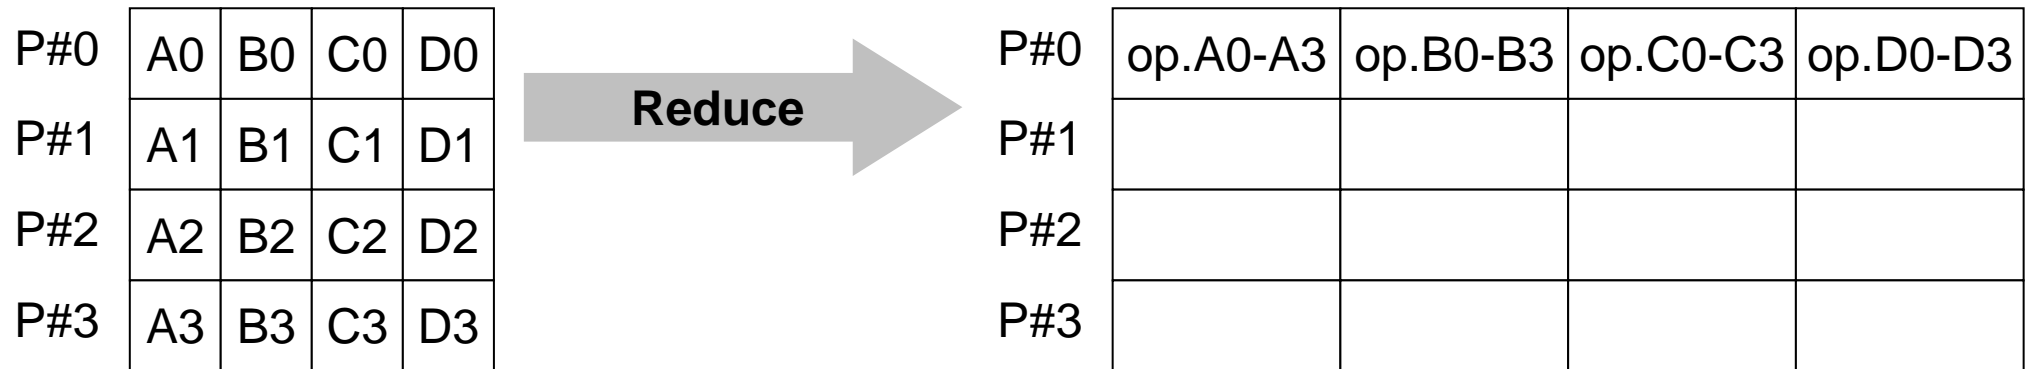 P#0 A0 B0 C0 D0 Reduce P#0 op.A0-A3 op.B0-B3 op.C0-C3 op.D0-D3
P#1 A1 B1 C1 D1 P#1
P#2 A2 B2 C2 D2 P#2
P#3 A3 B3 C3 D3 P#3